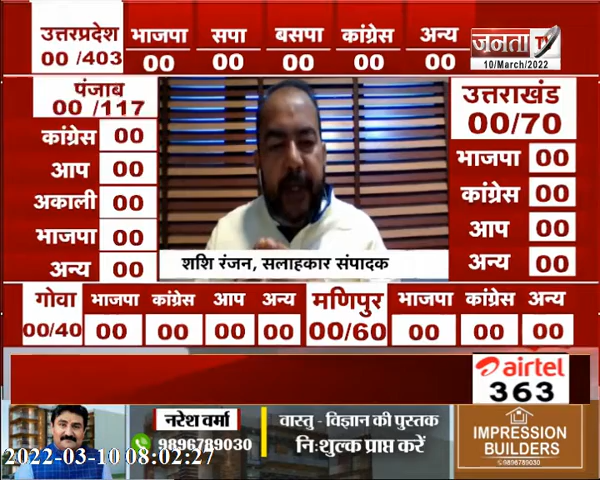 उत्तरप्रदेश भाजपा सपा बसपा कांग्रेस अन्य
00 /403 00 00 00 00 00
जनता TV
10/March/2022
पंजाब
00 /117
कांग्रेस 00
आप 00
अकाली 00
भाजपा 00
अन्य 00
उत्तराखंड
00/70
भाजपा 00
कांग्रेस 00
आप 00
अन्य 00
शशि रंजन, सलाहकार संपादक
गोवा भाजपा कांग्रेस आप अन्य मणिपुर भाजपा कांग्रेस अन्य
00/40 00 00 00 00 00/60 00 00 00
airtel
363
नरेश वर्मा
9896789030
वास्तु - विज्ञान की पुस्तक
निःशुल्क प्राप्त करें
IMPRESSION
BUILDERS
9896789030
2022-03-10 08:02:27